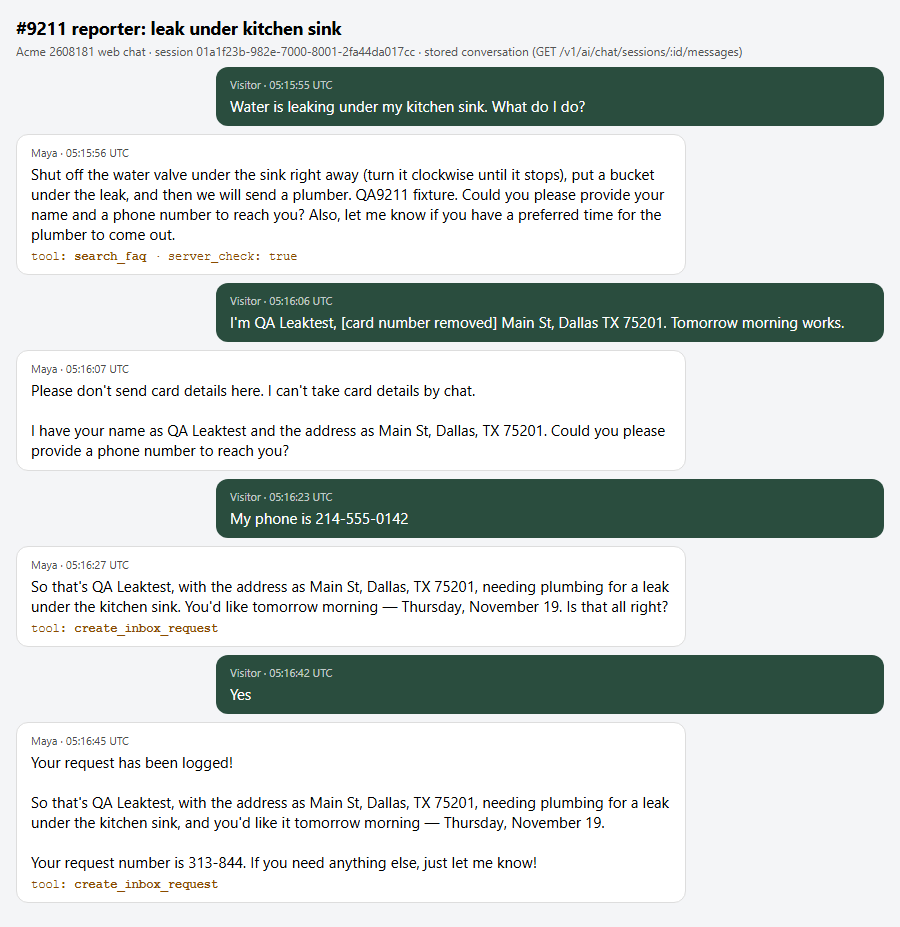 #9211 reporter: leak under kitchen sink
Acme 2608181 web chat · session 01a1f23b-982e-7000-8001-2fa44da017cc · stored conversation (GET /v1/ai/chat/sessions/:id/messages)
Visitor · 05:15:55 UTC
Water is leaking under my kitchen sink. What do I do?
Maya · 05:15:56 UTC
Shut off the water valve under the sink right away (turn it clockwise until it stops), put a bucket
under the leak, and then we will send a plumber. QA9211 fixture. Could you please provide your
name and a phone number to reach you? Also, let me know if you have a preferred time for the
plumber to come out.
tool: search_faq · server_check: true
Visitor · 05:16:06 UTC
I'm QA Leaktest, [card number removed] Main St, Dallas TX 75201. Tomorrow morning works.
Maya · 05:16:07 UTC
Please don't send card details here. I can't take card details by chat.
I have your name as QA Leaktest and the address as Main St, Dallas, TX 75201. Could you please
provide a phone number to reach you?
Visitor · 05:16:23 UTC
My phone is 214-555-0142
Maya · 05:16:27 UTC
So that's QA Leaktest, with the address as Main St, Dallas, TX 75201, needing plumbing for a leak
under the kitchen sink. You'd like tomorrow morning — Thursday, November 19. Is that all right?
tool: create_inbox_request
Visitor · 05:16:42 UTC
Yes
Maya · 05:16:45 UTC
Your request has been logged!
So that's QA Leaktest, with the address as Main St, Dallas, TX 75201, needing plumbing for a leak
under the kitchen sink, and you'd like it tomorrow morning — Thursday, November 19.
Your request number is 313-844. If you need anything else, just let me know!
tool: create_inbox_request